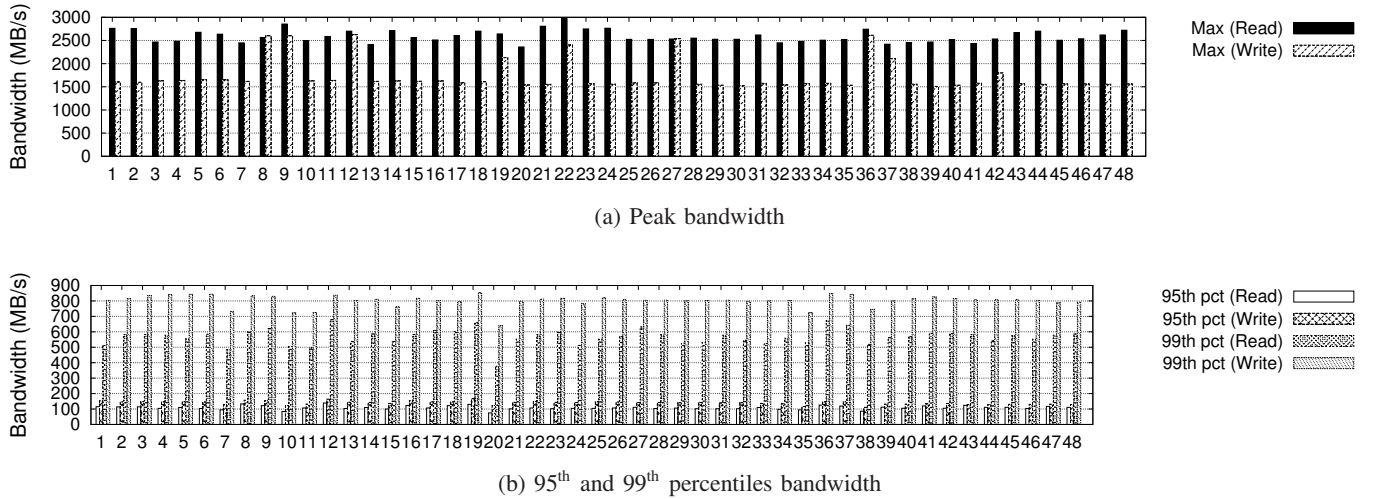 3000
2500
2000
1500
1000
500
0
Bandwidth (MB/s)
1 2 3 4 5 6 7 8 9 10 11 12 13 14 15 16 17 18 19 20 21 22 23 24 25 26 27 28 29 30 31 32 33 34 35 36 37 38 39 40 41 42 43 44 45 46 47 48
Max (Read)
Max (Write)
(a) Peak bandwidth
900
800
700
600
500
400
300
200
100
0
Bandwidth (MB/s)
1 2 3 4 5 6 7 8 9 10 11 12 13 14 15 16 17 18 19 20 21 22 23 24 25 26 27 28 29 30 31 32 33 34 35 36 37 38 39 40 41 42 43 44 45 46 47 48
95th pct (Read)
95th pct (Write)
99th pct (Read)
99th pct (Write)
(b) 95th and 99th percentiles bandwidth